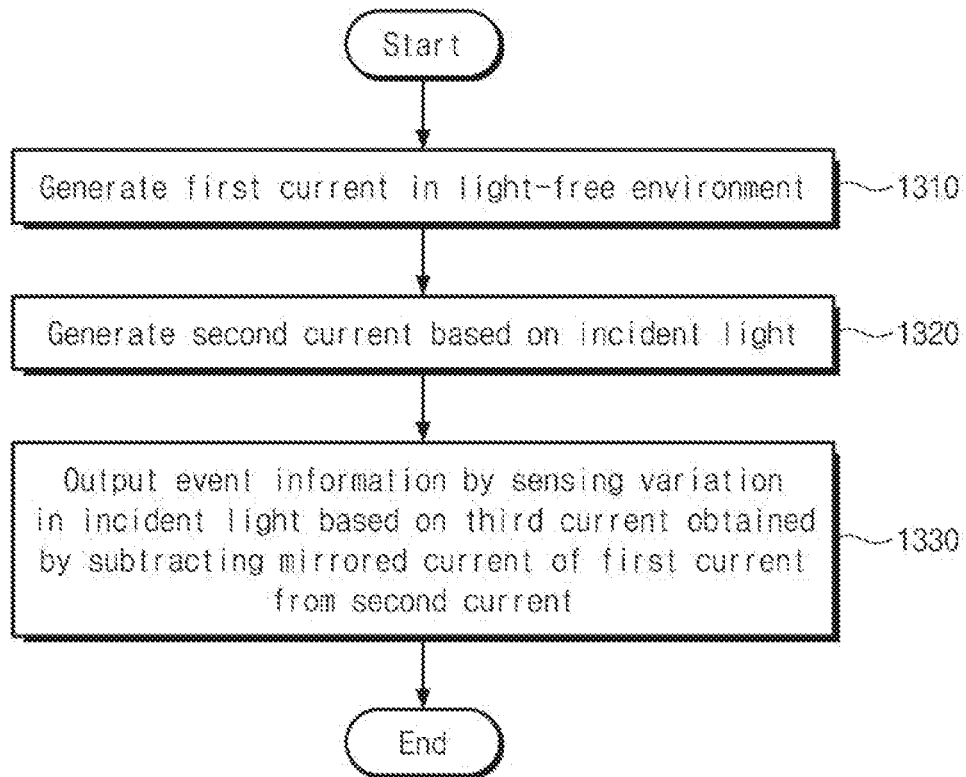 Start
Generate first current in light-free environment
1310
Generate second current based on incident light
1320
Output event information by sensing variation
in incident light based on third current obtained
by subtracting mirrored current of first current
from second current
1330
End